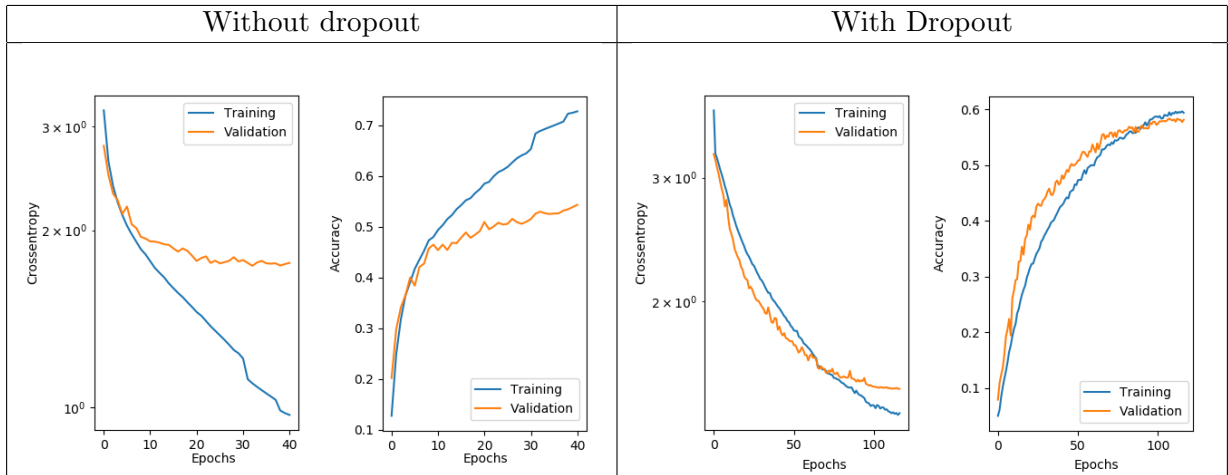 Without dropout
With Dropout
3 × 10⁰
2 × 10⁰
10⁰
Crossentropy
0 10 20 30 40
Epochs
Training
Validation
0.7
0.6
0.5
0.4
0.3
0.2
0.1
Accuracy
0 10 20 30 40
Epochs
Training
Validation
3 × 10⁰
2 × 10⁰
Crossentropy
0 50 100
Epochs
Training
Validation
0.6
0.5
0.4
0.3
0.2
0.1
Accuracy
0 50 100
Epochs
Training
Validation